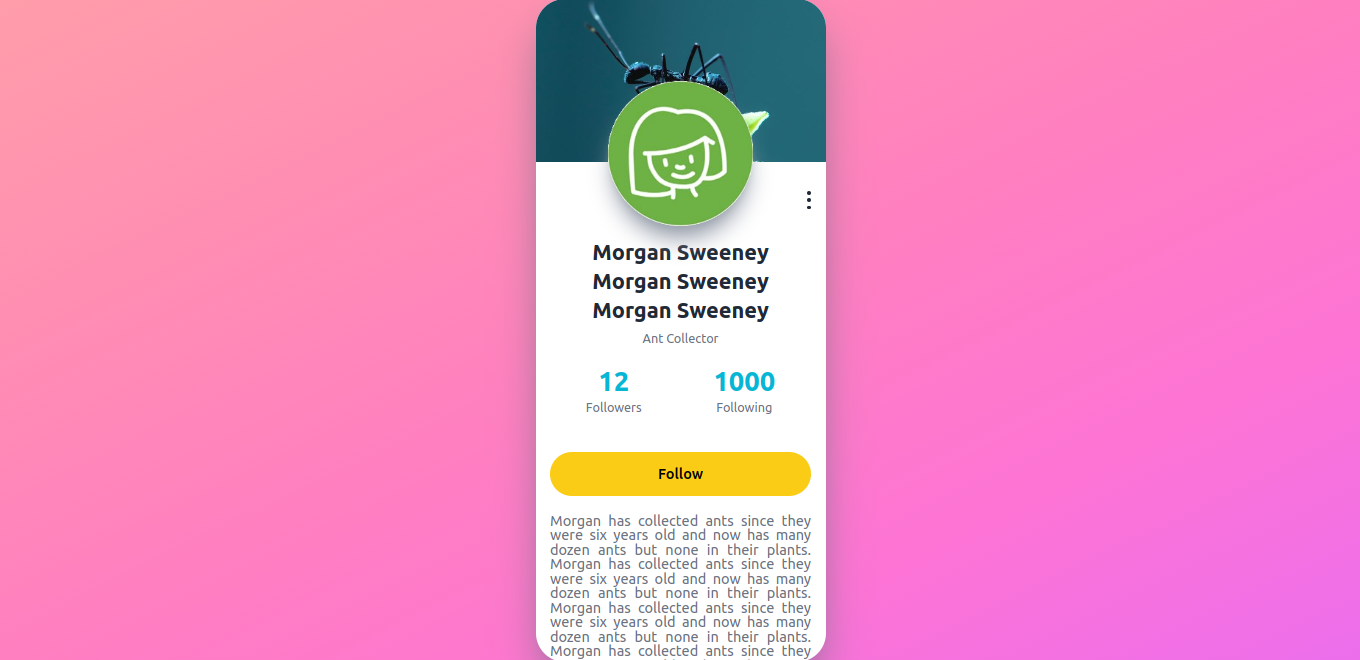 Morgan Sweeney
Morgan Sweeney
Morgan Sweeney
Ant Collector
12 1000
Followers Following
Follow
Morgan has collected ants since they
were six years old and now has many
dozen ants but none in their plants.
Morgan has collected ants since they
were six years old and now has many
dozen ants but none in their plants.
Morgan has collected ants since they
were six years old and now has many
dozen ants but none in their plants.
Morgan has collected ants since they